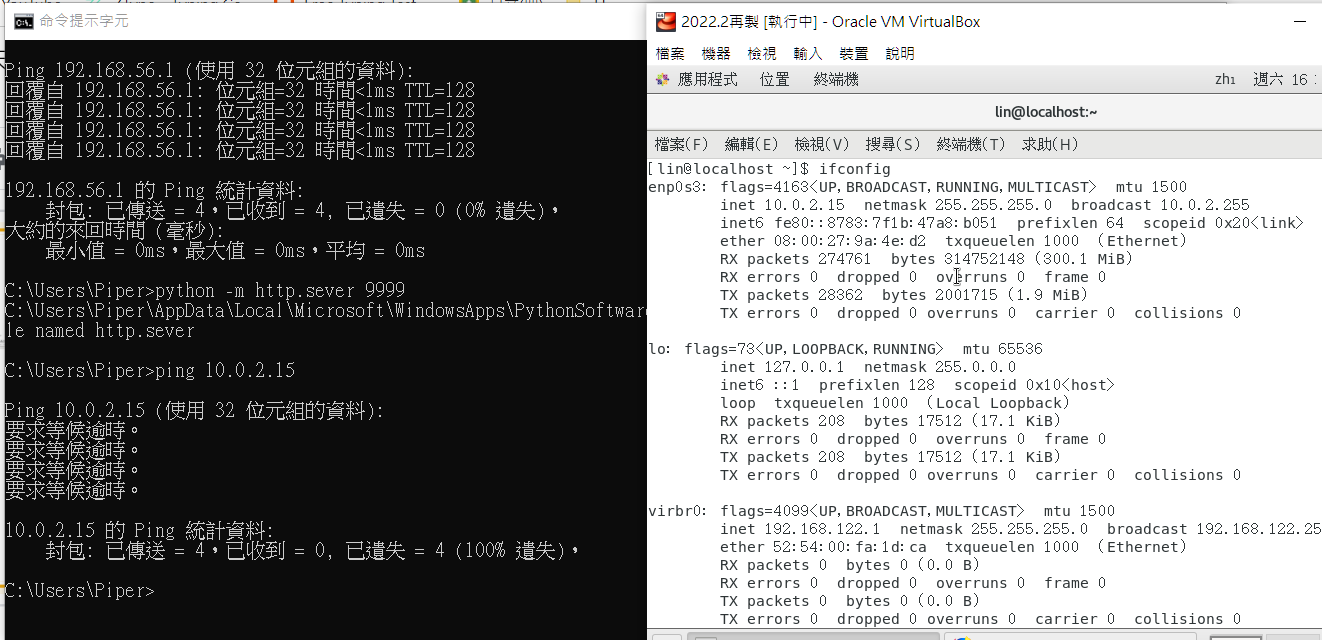 命令提示字元
Ping 192.168.56.1 (使用 32 位元組的資料):
回覆自 192.168.56.1: 位元組=32 時間<1ms TTL=128
回覆自 192.168.56.1: 位元組=32 時間<1ms TTL=128
回覆自 192.168.56.1: 位元組=32 時間<1ms TTL=128
回覆自 192.168.56.1: 位元組=32 時間<1ms TTL=128
192.168.56.1 的 Ping 統計資料:
封包: 已傳送 = 4，已收到 = 4, 已遺失 = 0 (0% 遺失)，
大約的來回時間 (毫秒):
最小值 = 0ms，最大值 = 0ms，平均 = 0ms
C:\Users\Piper>python -m http.sever 9999
C:\Users\Piper\AppData\Local\Microsoft\WindowsApps\PythonSoftwar
le named http.sever
C:\Users\Piper>ping 10.0.2.15
Ping 10.0.2.15 (使用 32 位元組的資料):
要求等候逾時。
要求等候逾時。
要求等候逾時。
要求等候逾時。
10.0.2.15 的 Ping 統計資料:
封包: 已傳送 = 4，已收到 = 0, 已遺失 = 4 (100% 遺失)，
C:\Users\Piper>
2022.2再製 [執行中] - Oracle VM VirtualBox
檔案 機器 檢視 輸入 裝置 說明
應用程式 位置 終端機 zh1 週六 16:
lin@localhost:~
檔案(F) 編輯(E) 檢視(V) 搜尋(S) 終端機(T) 求助(H)
[lin@localhost ~]$ ifconfig
enp0s3: flags=4163<UP,BROADCAST,RUNNING,MULTICAST> mtu 1500
inet 10.0.2.15 netmask 255.255.255.0 broadcast 10.0.2.255
inet6 fe80::8783:7f1b:47a8:b051 prefixlen 64 scopeid 0x20<link>
ether 08:00:27:9a:4e:d2 txqueuelen 1000 (Ethernet)
RX packets 274761 bytes 314752148 (300.1 MiB)
RX errors 0 dropped 0 overruns 0 frame 0
TX packets 28362 bytes 2001715 (1.9 MiB)
TX errors 0 dropped 0 overruns 0 carrier 0 collisions 0
lo: flags=73<UP,LOOPBACK,RUNNING> mtu 65536
inet 127.0.0.1 netmask 255.0.0.0
inet6 ::1 prefixlen 128 scopeid 0x10<host>
loop txqueuelen 1000 (Local Loopback)
RX packets 208 bytes 17512 (17.1 KiB)
RX errors 0 dropped 0 overruns 0 frame 0
TX packets 208 bytes 17512 (17.1 KiB)
TX errors 0 dropped 0 overruns 0 carrier 0 collisions 0
virbr0: flags=4099<UP,BROADCAST,MULTICAST> mtu 1500
inet 192.168.122.1 netmask 255.255.255.0 broadcast 192.168.122.25
ether 52:54:00:fa:1d:ca txqueuelen 1000 (Ethernet)
RX packets 0 bytes 0 (0.0 B)
RX errors 0 dropped 0 overruns 0 frame 0
TX packets 0 bytes 0 (0.0 B)
TX errors 0 dropped 0 overruns 0 carrier 0 collisions 0